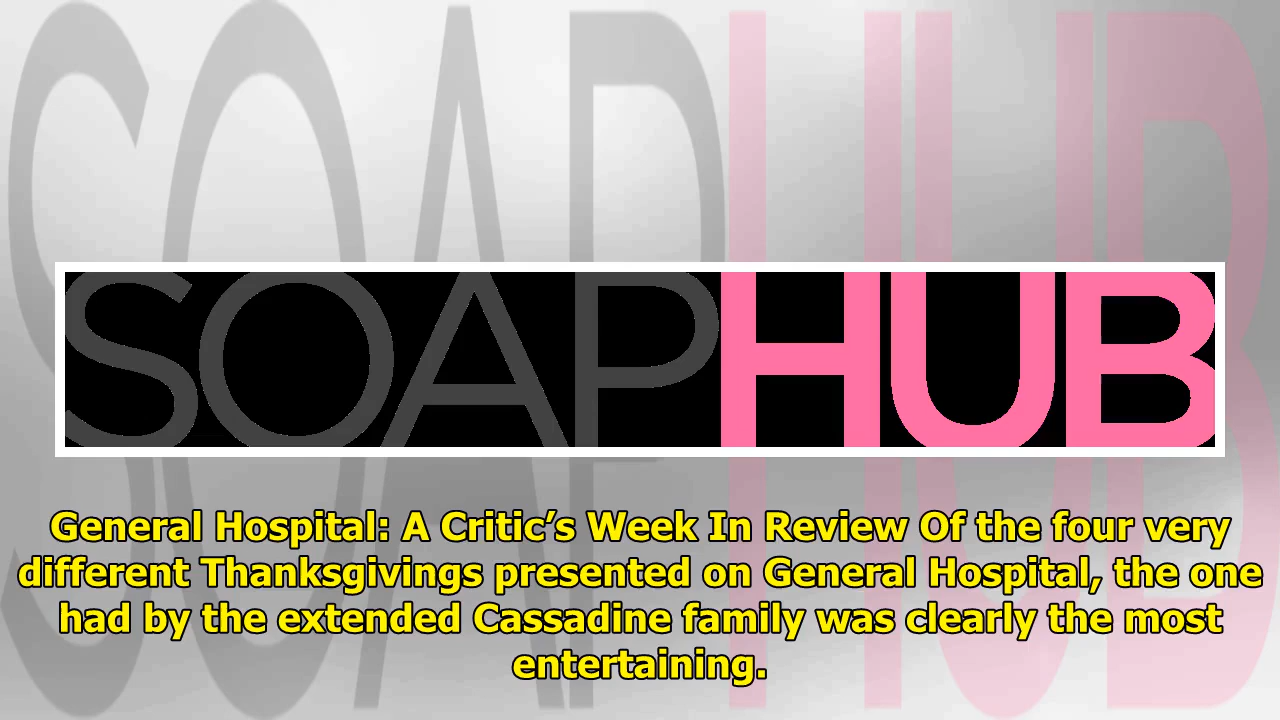 SOAPHUB
SOAPHUB
General Hospital: A Critic’s Week In Review Of the four very
different Thanksgivings presented on General Hospital, the one
had by the extended Cassadine family was clearly the most
entertaining.